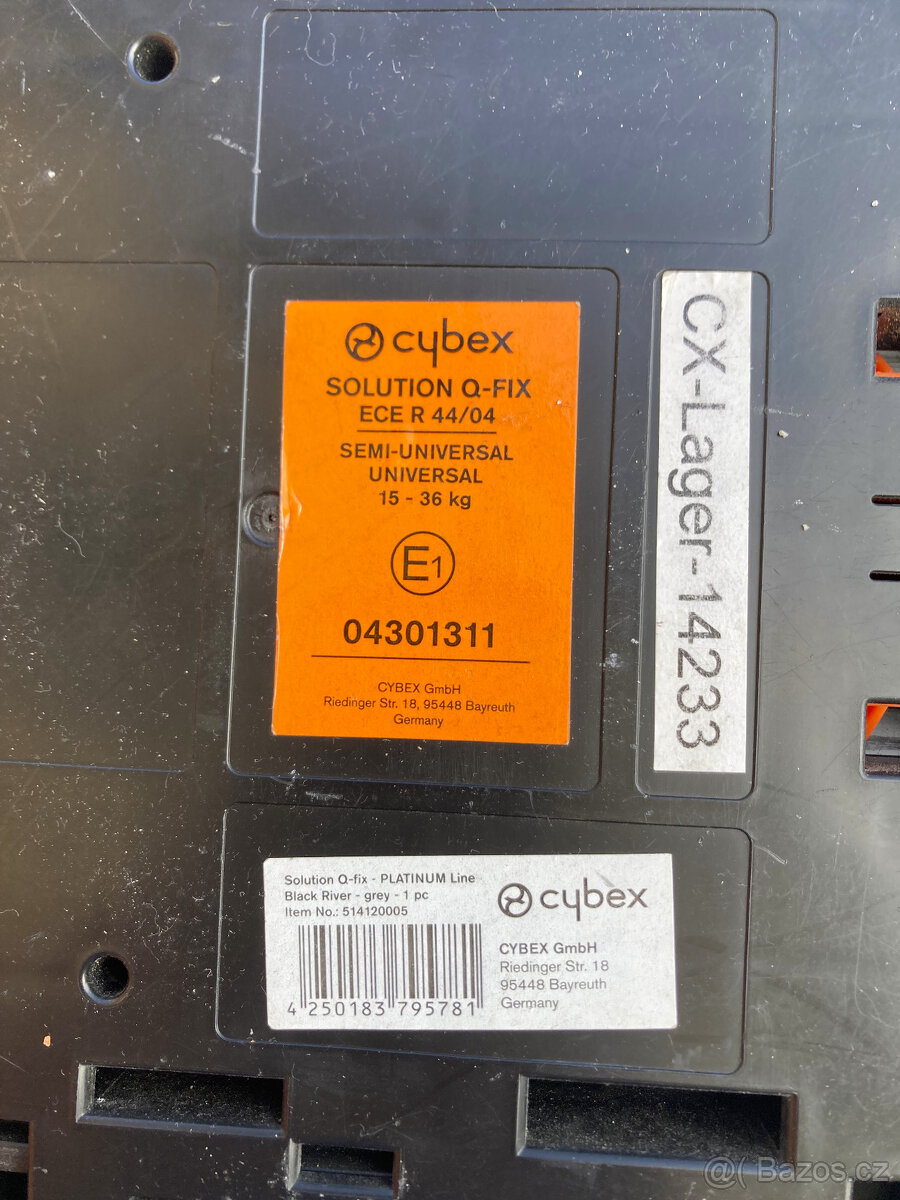 cybex
SOLUTION Q-FIX
ECE R 44/04
SEMI-UNIVERSAL
UNIVERSAL
15 - 36 kg
E1
04301311
CYBEX GmbH
Riedinger Str. 18, 95448 Bayreuth
Germany
CX-Lager-14233
Solution Q-fix - PLATINUM Line
Black River - grey - 1 pc
Item No.: 514120005
4 250183 795781
cybex
CYBEX GmbH
Riedinger Str. 18
95448 Bayreuth
Germany
@( Bazos.cz